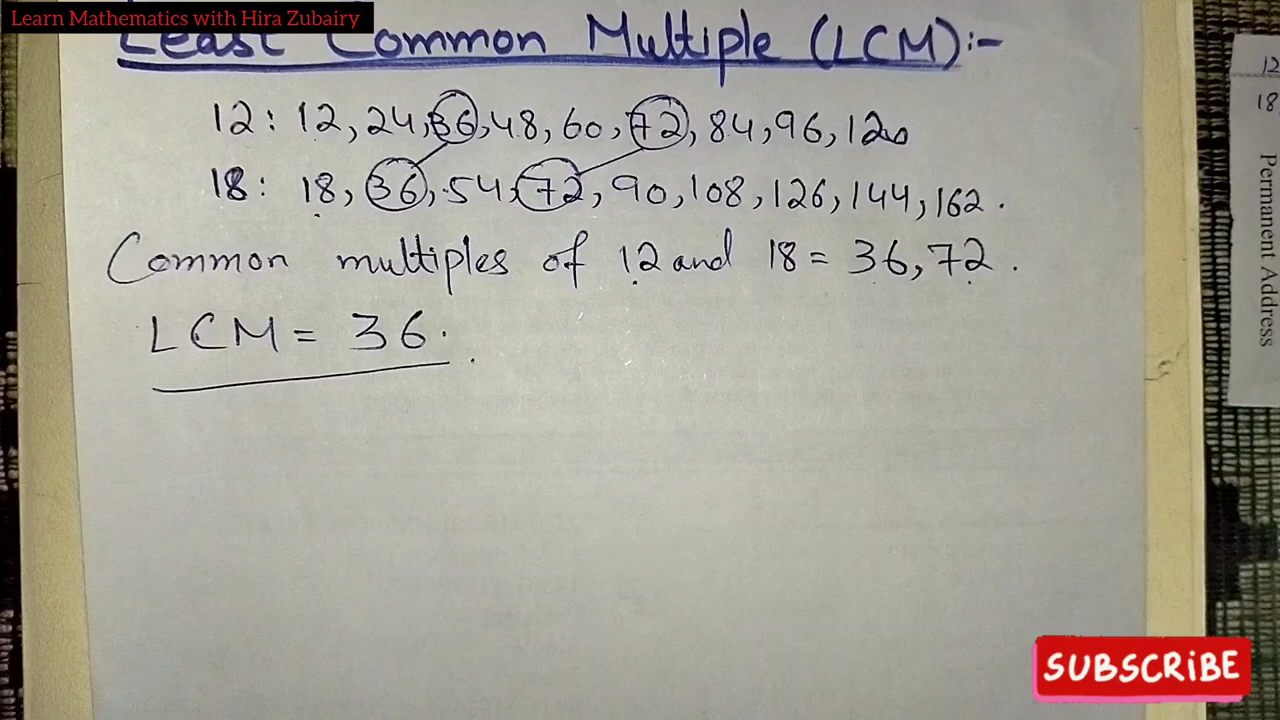 Learn Mathematics with Hira Zubairy
Least Common Multiple (LCM):-
12: 12, 24, 36, 48, 60, 72, 84, 96, 120
18: 18, 36, 54, 72, 90, 108, 126, 144, 162.
Common multiples of 12 and 18 = 36, 72.
LCM = 36.
12
18
Permanent Address
SUBSCRiBE